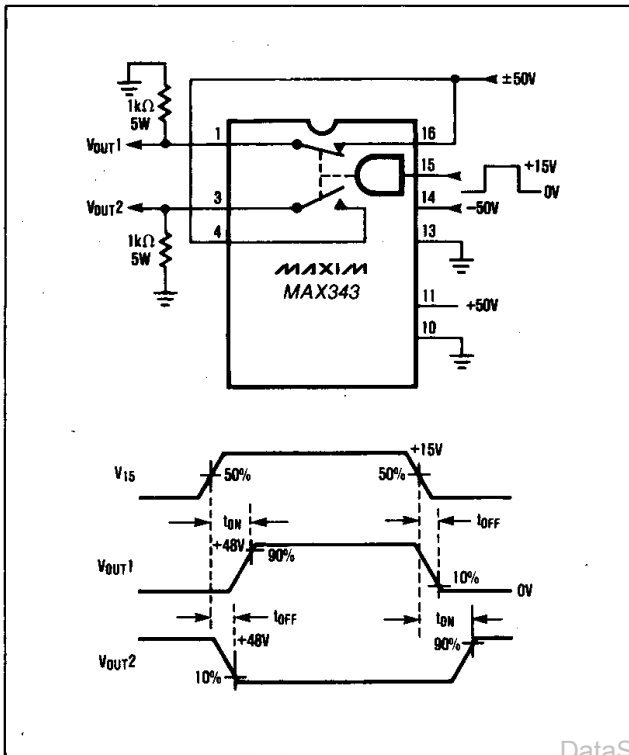 ±50V
1kΩ
5W
1
16
VOUT1
15
+15V
0V
14
-50V
VOUT2
3
4
13
1kΩ
5W
MAXIM
MAX343
11
+50V
10
V15
50%
50%
+15V
tON
tOFF
+48V
90%
VOUT1
10%
0V
tOFF
tON
+48V
90%
VOUT2
10%
DataS